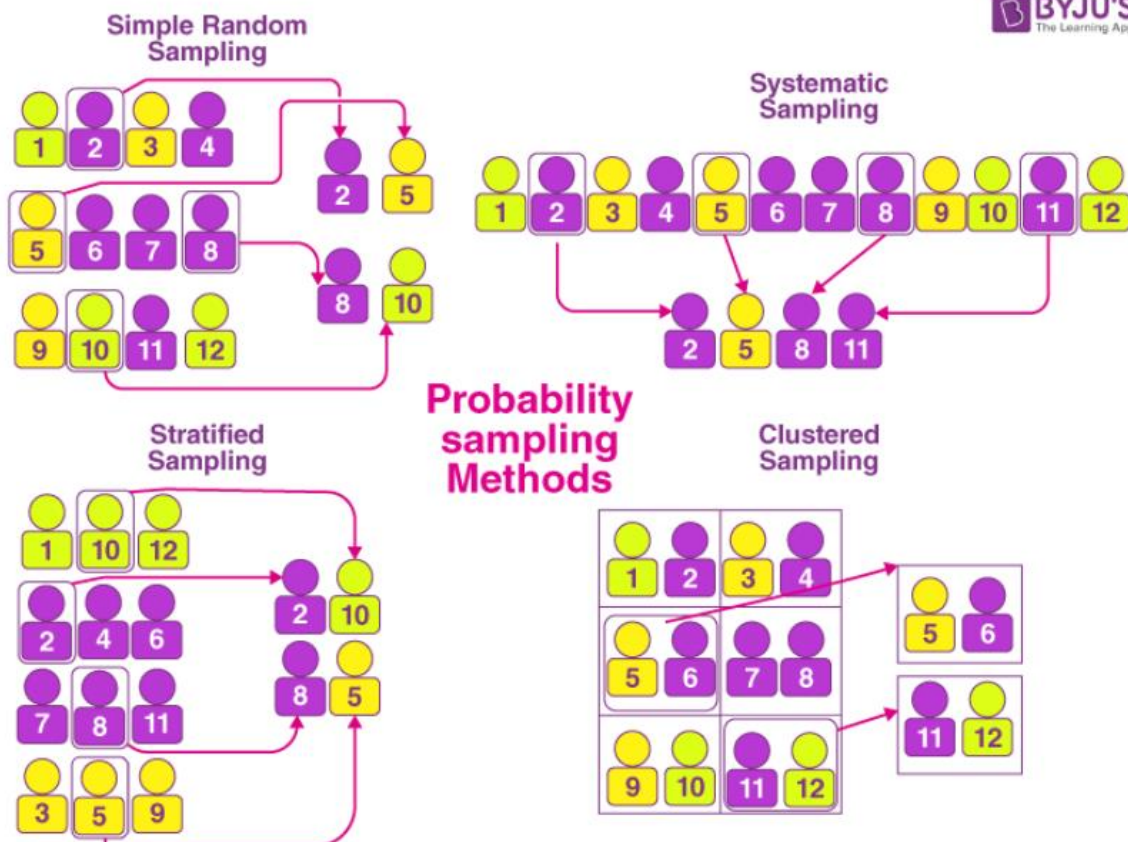 BYJU'S
The Learning App
Simple Random
Sampling
1 2 3 4
2 5
5 6 7 8
8 10
9 10 11 12
Systematic
Sampling
1 2 3 4 5 6 7 8 9 10 11 12
2 5 8 11
Probability
sampling
Methods
Stratified
Sampling
1 10 12
2 10
2 4 6
8 5
7 8 11
3 5 9
Clustered
Sampling
1 2 3 4
5 6
5 6 7 8
11 12
9 10 11 12